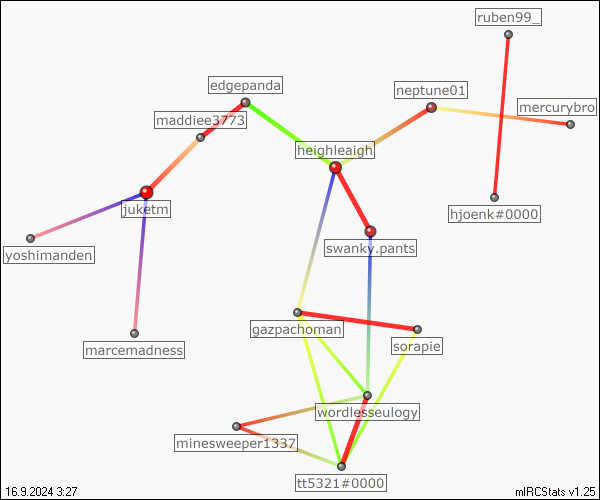 ruben99_
edgepanda
neptune01
mercurybro
maddiee3773
heighleaigh
juketm
hjoenk#0000
yoshimanden
swanky.pants
gazpachoman
marcemadness
sorapie
wordlesseulogy
minesweeper1337
tt5321#0000
16.9.2024 3:27
mIRCStats v1.25